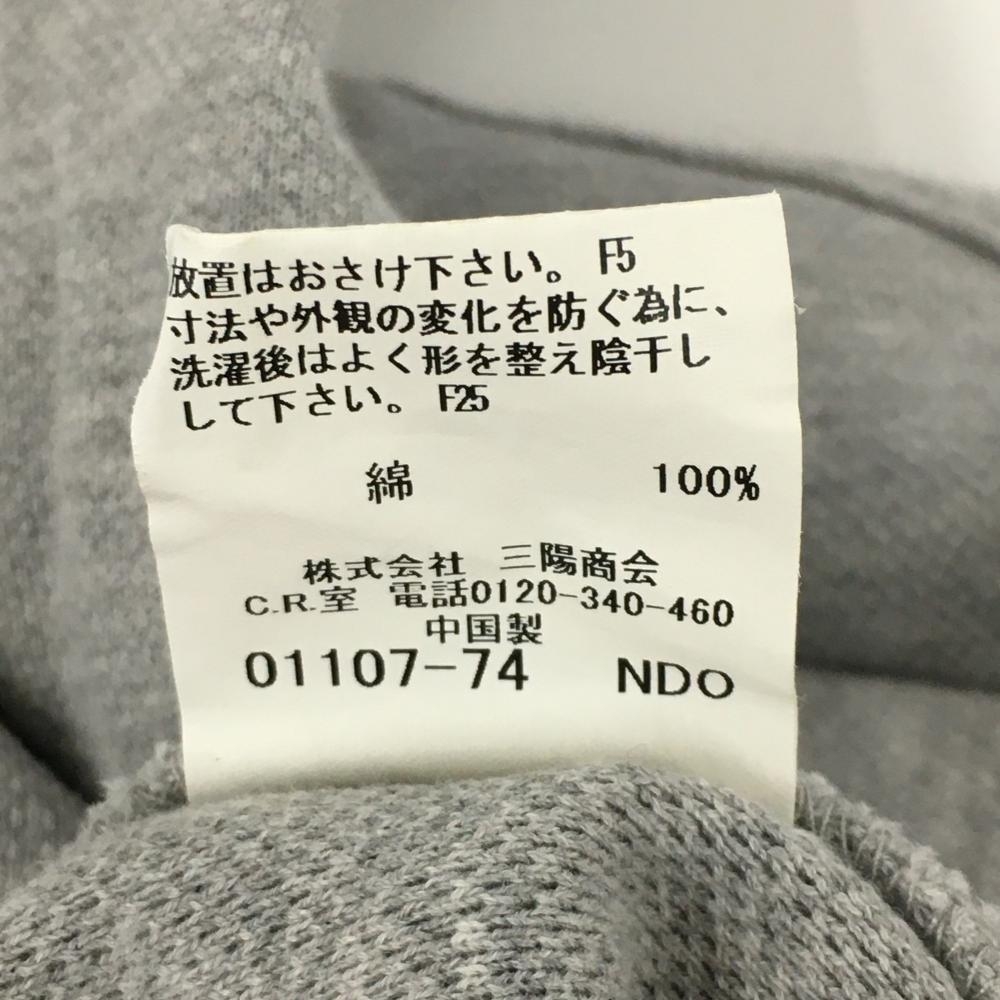 放置はおさけ下さい。 F5
寸法や外観の変化を防ぐ為に、
洗濯後はよく形を整え陰干し
して下さい。 F25
綿 100%
株式会社 三陽商会
C.R.室 電話0120-340-460
中国製
01107-74 NDO